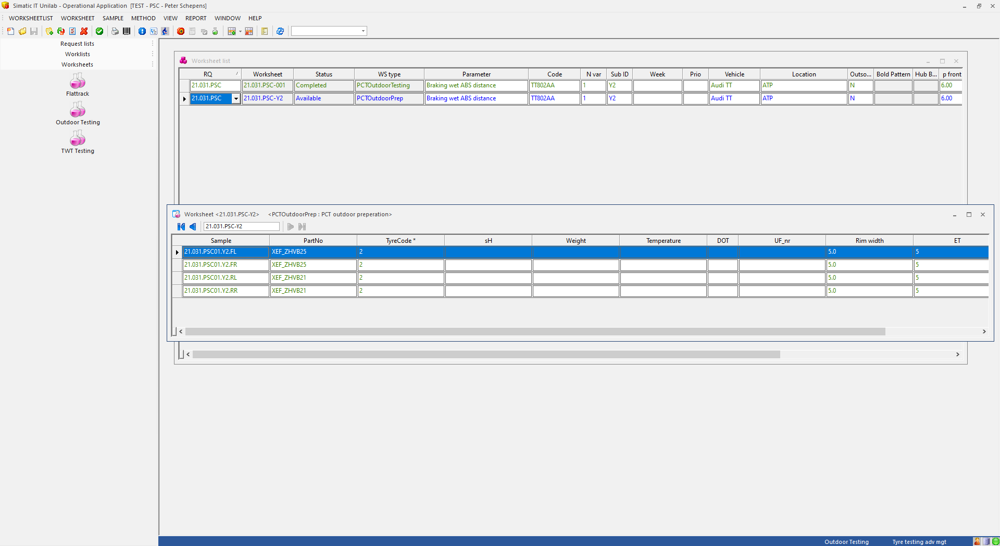 Simatic IT Unilab - Operational Application [TEST - PSC - Peter Schepens]
WORKSHEETLIST WORKSHEET SAMPLE METHOD VIEW REPORT WINDOW HELP
Request lists
Worklists
Worksheets
Flattrack
Outdoor Testing
TWT Testing
Worksheet list
RQ Worksheet Status WS type Parameter Code N var Sub ID Week Prio Vehicle Location Outso... Bold Pattern Hub B... p front
21.031.PSC 21.031.PSC-001 Completed PCTOutdoorTesting Braking wet ABS distance TT802AA 1 Y2 Audi TT ATP N 6.00
21.031.PSC 21.031.PSC-Y2 Available PCTOutdoorPrep Braking wet ABS distance TT802AA 1 Y2 Audi TT ATP N 6.00
Worksheet <21.031.PSC-Y2> <PCTOutdoorPrep : PCT outdoor preperation>
21.031.PSC-Y2
Sample PartNo TyreCode * sH Weight Temperature DOT UF_nr Rim width ET
21.031.PSC01.Y2.FL XEF_ZHVB25 2 5.0 5
21.031.PSC01.Y2.FR XEF_ZHVB25 2 5.0 5
21.031.PSC01.Y2.RL XEF_ZHVB21 2 5.0 5
21.031.PSC01.Y2.RR XEF_ZHVB21 2 5.0 5
Outdoor Testing Tyre testing adv mgt